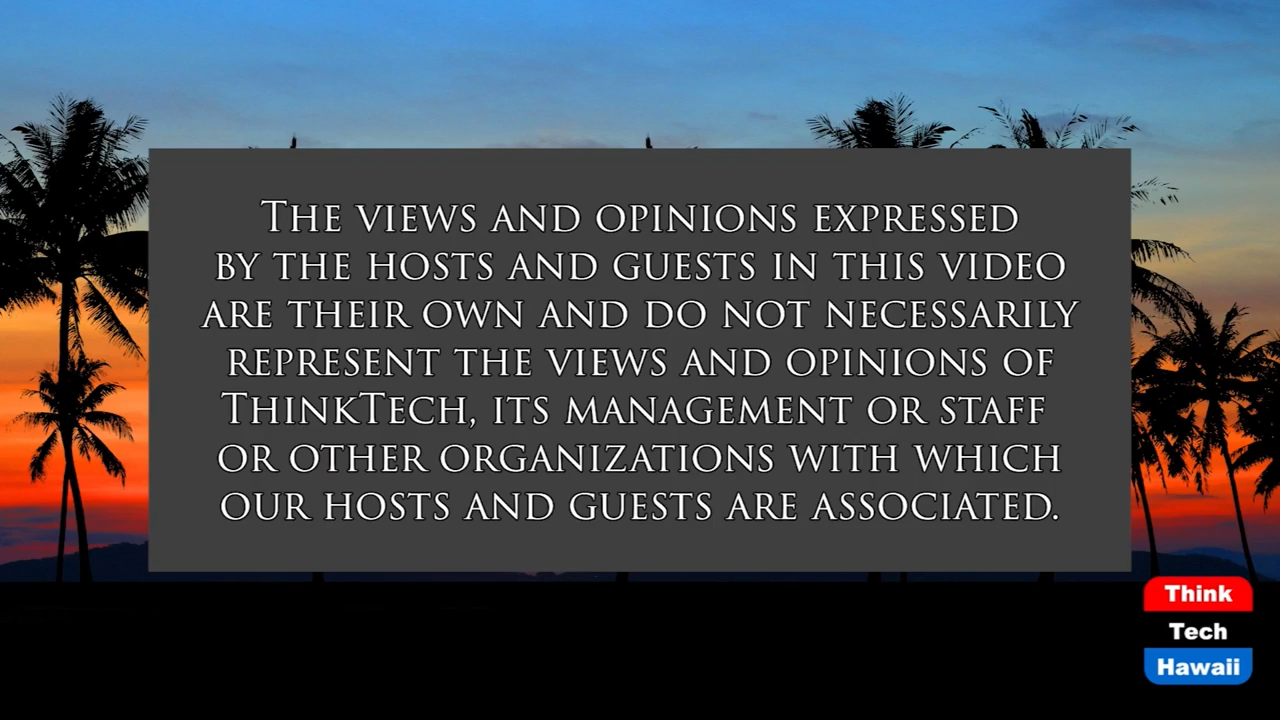 The views and opinions expressed
by the hosts and guests in this video
are their own and do not necessarily
represent the views and opinions of
ThinkTech, its management or staff
or other organizations with which
our hosts and guests are associated.
Think
Tech
Hawaii